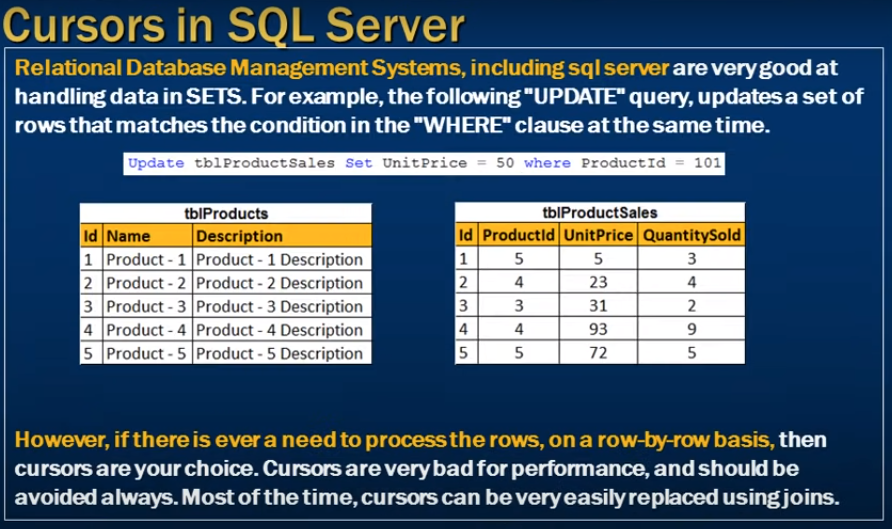 Cursors in SQL Server
Relational Database Management Systems, including sql server are very good at
handling data in SETS. For example, the following "UPDATE" query, updates a set of
rows that matches the condition in the "WHERE" clause at the same time.
Update tblProductSales Set UnitPrice = 50 where ProductId = 101
tblProducts
Id Name Description
1 Product - 1 Product - 1 Description
2 Product - 2 Product - 2 Description
3 Product - 3 Product - 3 Description
4 Product - 4 Product - 4 Description
5 Product - 5 Product - 5 Description
tblProductSales
Id ProductId UnitPrice QuantitySold
1 5 5 3
2 4 23 4
3 3 31 2
4 4 93 9
5 5 72 5
However, if there is ever a need to process the rows, on a row-by-row basis, then
cursors are your choice. Cursors are very bad for performance, and should be
avoided always. Most of the time, cursors can be very easily replaced using joins.